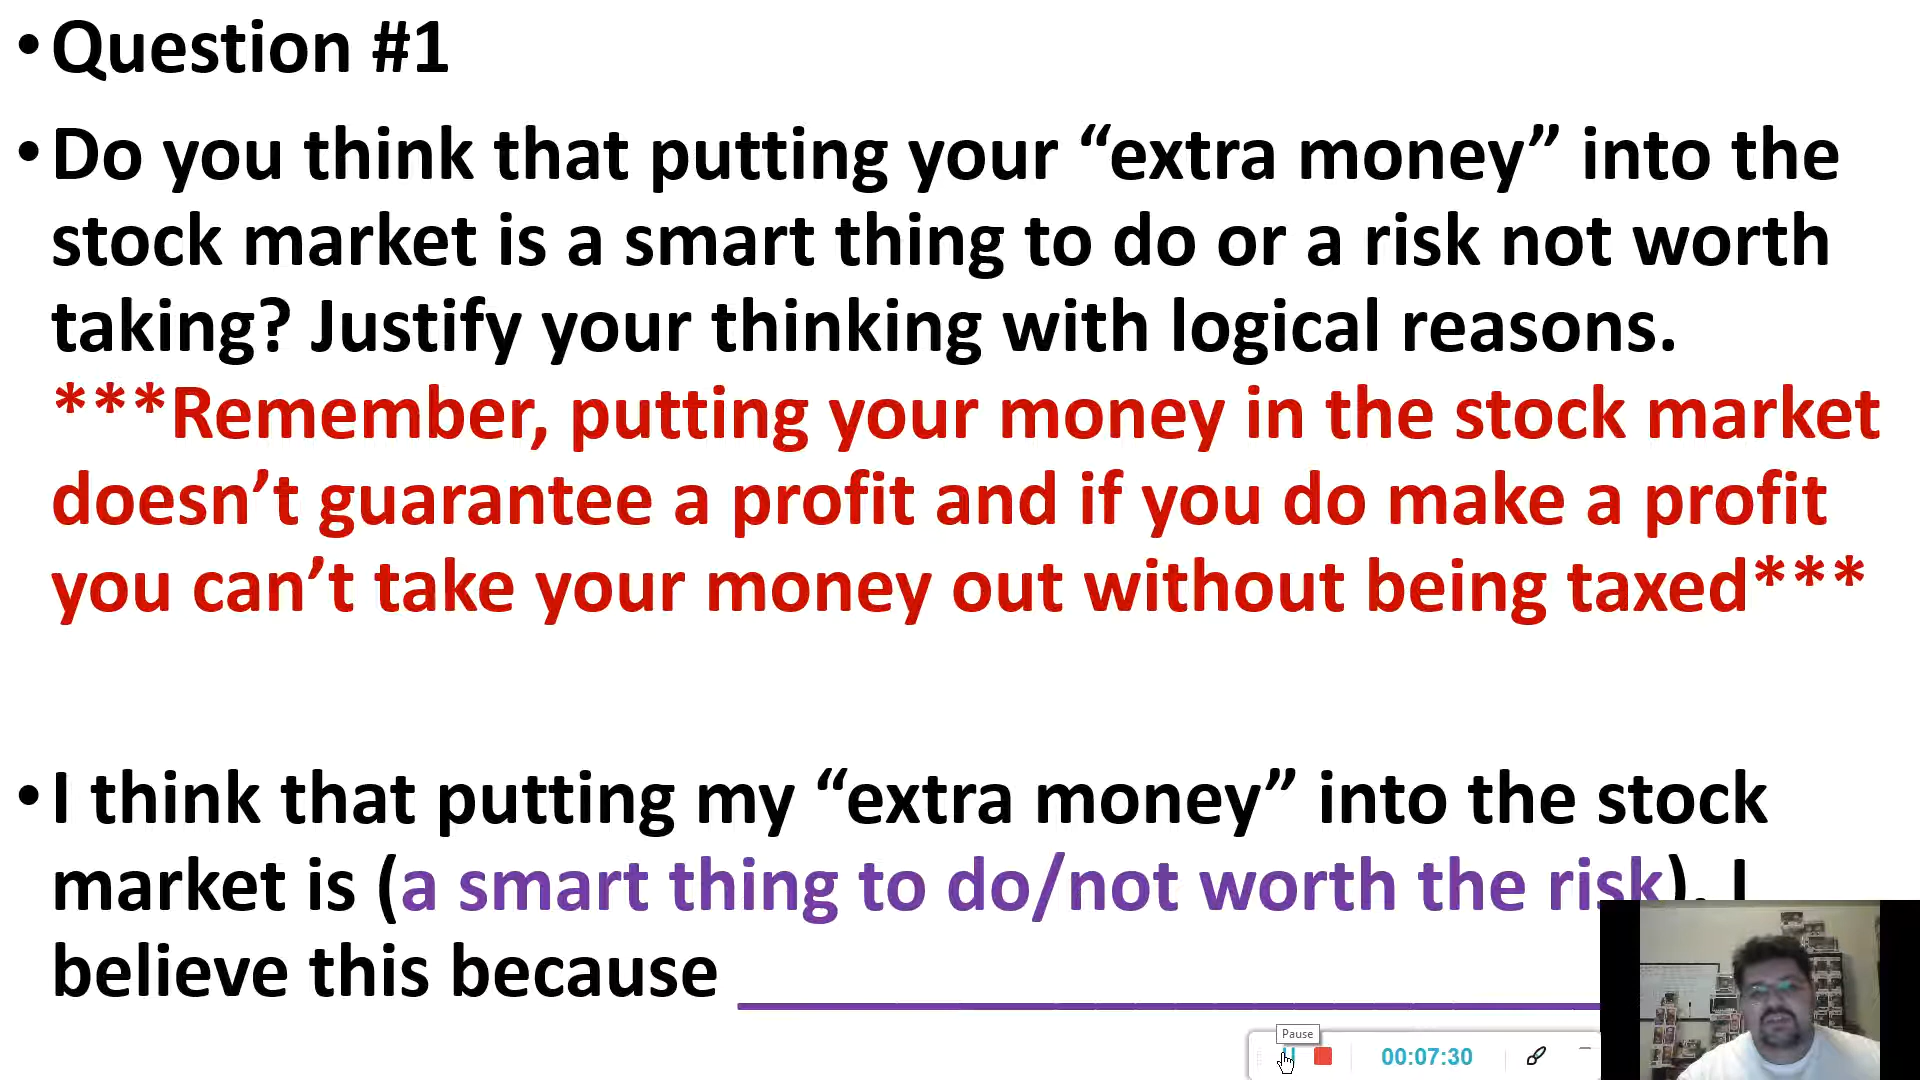 • Question #1
• Do you think that putting your “extra money” into the
stock market is a smart thing to do or a risk not worth
taking? Justify your thinking with logical reasons.
***Remember, putting your money in the stock market
doesn’t guarantee a profit and if you do make a profit
you can’t take your money out without being taxed***
• I think that putting my “extra money” into the stock
market is (a smart thing to do/not worth the risk). I
believe this because ____________________
Pause
00:07:30